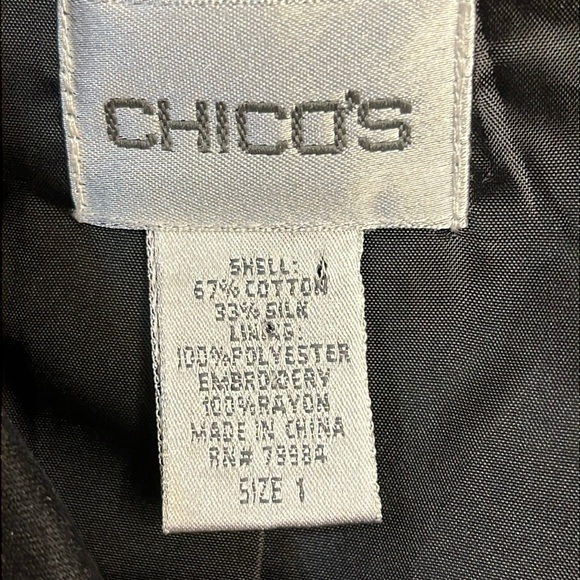 CHICO'S
SHELL:
67% COTTON
33% SILK
LINING:
100%POLYESTER
EMBROIDERY
100%RAYON
MADE IN CHINA
RN# 79984
SIZE 1